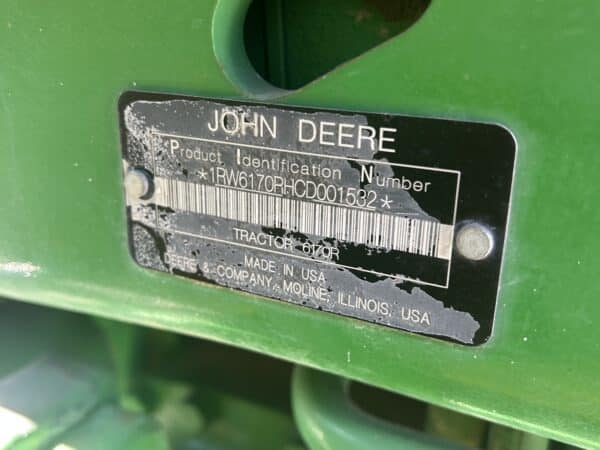 JOHN DEERE
Product Identification Number
*1RW6170RHCD001532*
TRACTOR 6170R
MADE IN USA
DEERE & COMPANY MOLINE, ILLINOIS, USA